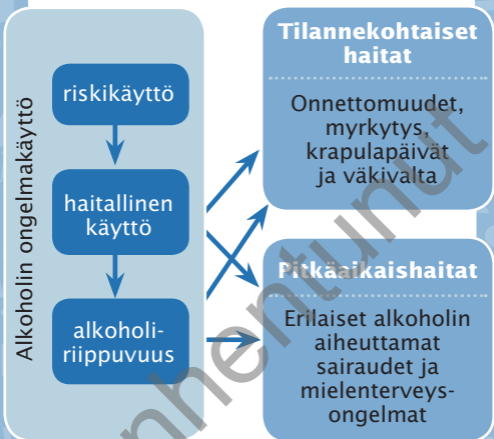 Alkoholin ongelmakäyttö
riskikäyttö
haitallinen
käyttö
alkoholi-
riippuvuus
Tilannekohtaiset
haitat
Onnettomuudet,
myrkytys,
krapulapäivät
ja väkivalta
Pitkäaikaishaitat
Erilaiset alkoholin
aiheuttamat
sairaudet ja
mielenterveys-
ongelmat